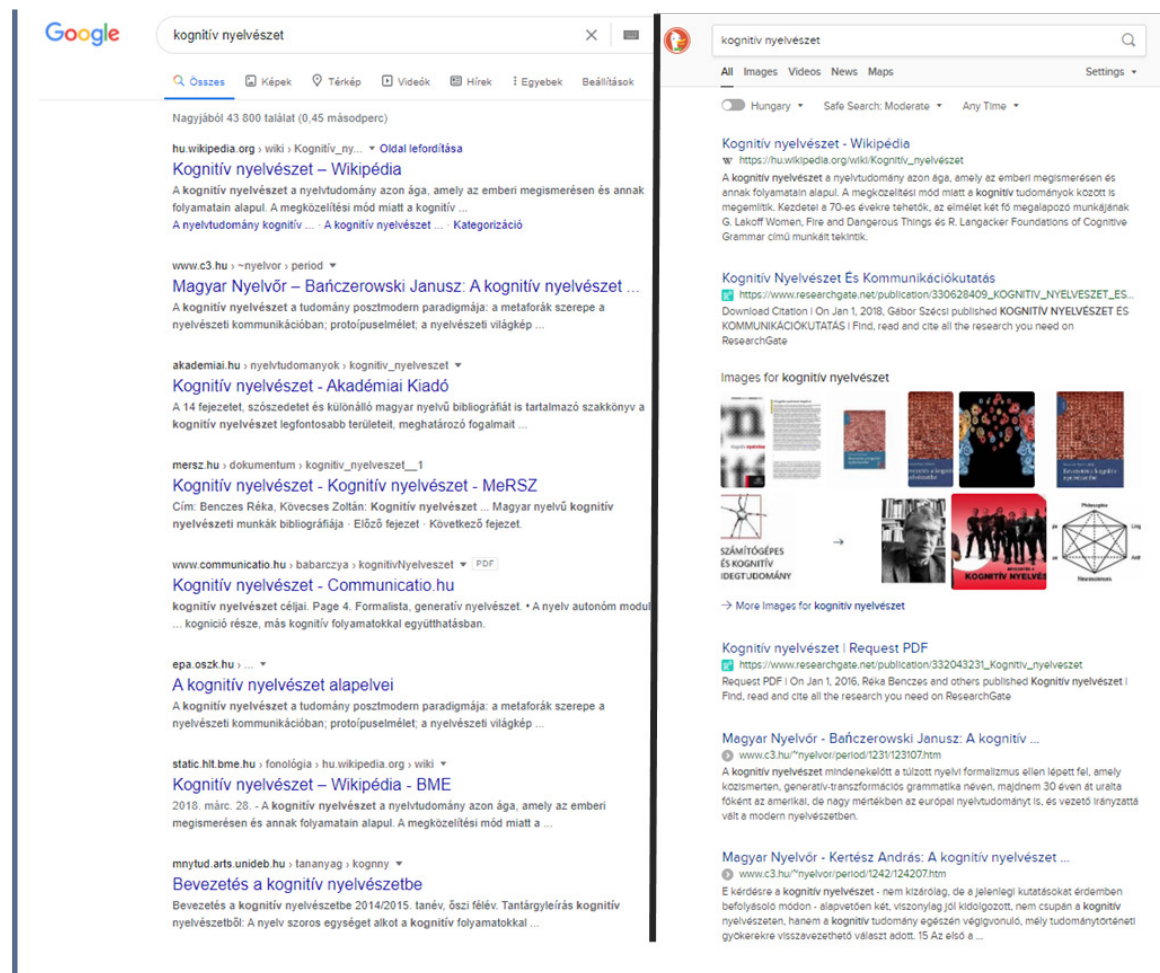 Google
kognitív nyelvészet
Összes Képek Térkép Videók Hírek Egyebek Beállítások
Nagyjából 43 800 találat (0,45 másodperc)
hu.wikipedia.org › wiki › Kognitív_ny... Oldal lefordítása
Kognitív nyelvészet – Wikipédia
A kognitív nyelvészet a nyelvtudomány azon ága, amely az emberi megismerésen és annak
folyamatain alapul. A megközelítési mód miatt a kognitív ...
A nyelvtudomány kognitív ... · A kognitív nyelvészet ... · Kategorizáció
www.c3.hu › ~nyelvor › period
Magyar Nyelvőr – Bańczerowski Janusz: A kognitív nyelvészet ...
A kognitív nyelvészet a tudomány posztmodern paradigmája: a metaforák szerepe a
nyelvészeti kommunikációban; protoípuselmélet; a nyelvészeti világkép ...
akademiai.hu › nyelvtudomanyok › kognitiv_nyelveszet
Kognitív nyelvészet - Akadémiai Kiadó
A 14 fejezetet, szószedetet és különálló magyar nyelvű bibliográfiát is tartalmazó szakkönyv a
kognitív nyelvészet legfontosabb területeit, meghatározó fogalmait ...
mersz.hu › dokumentum › kognitiv_nyelveszet__1
Kognitív nyelvészet - Kognitív nyelvészet - MeRSZ
Cím: Benczes Réka, Kövecses Zoltán: Kognitív nyelvészet ... Magyar nyelvű kognitív
nyelvészeti munkák bibliográfiája · Előző fejezet · Következő fejezet.
www.communicatio.hu › babarczya › kognitivNyelveszet PDF
Kognitív nyelvészet - Communicatio.hu
kognitív nyelvészet céljai. Page 4. Formalista, generatív nyelvészet. • A nyelv autonóm modul
... kogníció része, más kognitív folyamatokkal együtthatásban.
epa.oszk.hu › ...
A kognitív nyelvészet alapelvei
A kognitív nyelvészet a tudomány posztmodern paradigmája: a metaforák szerepe a
nyelvészeti kommunikációban; protoípuselmélet; a nyelvészeti világkép ...
static.hlt.bme.hu › fonológia › hu.wikipedia.org › wiki
Kognitív nyelvészet – Wikipédia - BME
2018. márc. 28. - A kognitív nyelvészet a nyelvtudomány azon ága, amely az emberi
megismerésen és annak folyamatain alapul. A megközelítési mód miatt a ...
mnytud.arts.unideb.hu › tananyag › kognny
Bevezetés a kognitív nyelvészetbe
Bevezetés a kognitív nyelvészetbe 2014/2015. tanév, őszi félév. Tantárgyleírás kognitív
nyelvészetből: A nyelv szoros egységet alkot a kognitív folyamatokkal ...
kognitív nyelvészet
All Images Videos News Maps Settings
Hungary Safe Search: Moderate Any Time
Kognitív nyelvészet - Wikipédia
W https://hu.wikipedia.org/wiki/Kognitív_nyelvészet
A kognitív nyelvészet a nyelvtudomány azon ága, amely az emberi megismerésen és
annak folyamatain alapul. A megközelítési mód miatt a kognitív tudományok között is
megemlítik. Kezdetei a 70-es évekre tehetők, az elmélet két fő megalapozó munkájának
G. Lakoff Women, Fire and Dangerous Things és R. Langacker Foundations of Cognitive
Grammar című munkáit tekintik.
Kognitív Nyelvészet És Kommunikációkutatás
https://www.researchgate.net/publication/330628409_KOGNITIV_NYELVESZET_ES...
Download Citation | On Jan 1, 2018, Gábor Szécsi published KOGNITÍV NYELVÉSZET ÉS
KOMMUNIKÁCIÓKUTATÁS | Find, read and cite all the research you need on
ResearchGate
Images for kognitív nyelvészet
SZÁMÍTÓGÉPES
ÉS KOGNITÍV
IDEGTUDOMÁNY
KOGNITÍV NYELVÉS
Philosophie
Neurosciences
→ More Images for kognitív nyelvészet
Kognitív nyelvészet | Request PDF
https://www.researchgate.net/publication/332043231_Kognitiv_nyelveszet
Request PDF | On Jan 1, 2016, Réka Benczes and others published Kognitív nyelvészet |
Find, read and cite all the research you need on ResearchGate
Magyar Nyelvőr - Bańczerowski Janusz: A kognitív ...
www.c3.hu/~nyelvor/period/1231/123107.htm
A kognitív nyelvészet mindenekelőtt a túlzott nyelvi formalizmus ellen lépett fel, amely
közismerten, generatív-transzformációs grammatika néven, majdnem 30 éven át uralta
főként az amerikai, de nagy mértékben az európai nyelvtudományt is, és vezető irányzattá
vált a modern nyelvészetben.
Magyar Nyelvőr - Kertész András: A kognitív nyelvészet ...
www.c3.hu/~nyelvor/period/1242/124207.htm
E kérdésre a kognitív nyelvészet - nem kizárólag, de a jelenlegi kutatásokat érdemben
befolyásoló módon - alapvetően két, viszonylag jól kidolgozott, nem csupán a kognitív
nyelvészeten, hanem a kognitív tudomány egészén végigvonuló, mély tudománytörténeti
gyökerekre visszavezethető választ adott. 15 Az első a ...